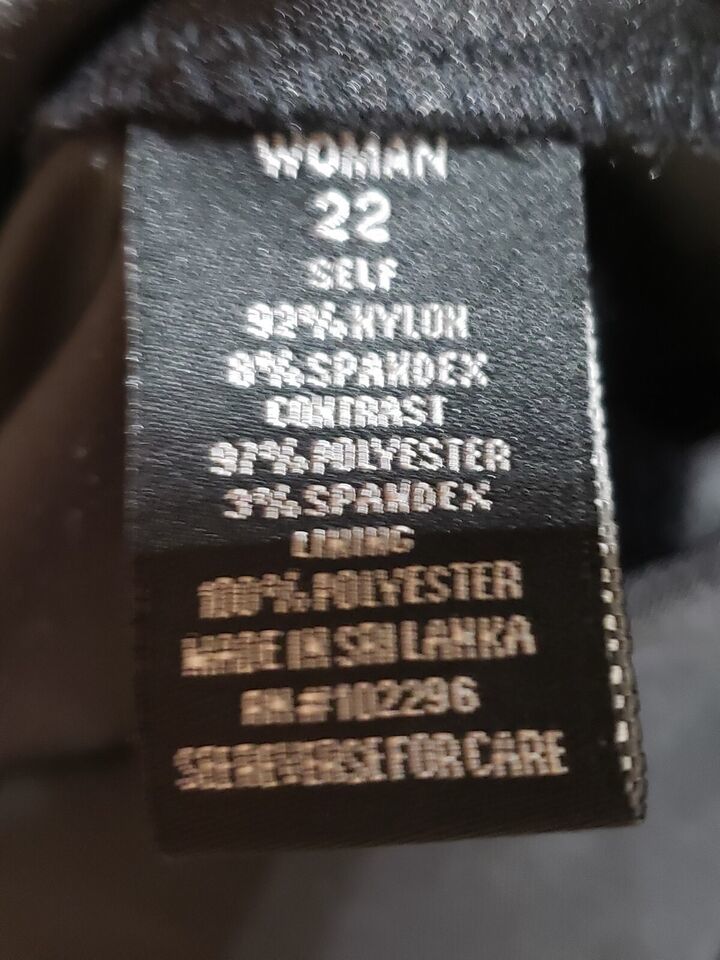 WOMAN
22
SELF
92% NYLON
8% SPANDEX
CONTRAST
97% POLYESTER
3% SPANDEX
LINING
100% POLYESTER
MADE IN SRI LANKA
RN#102296
SEE REVERSE FOR CARE